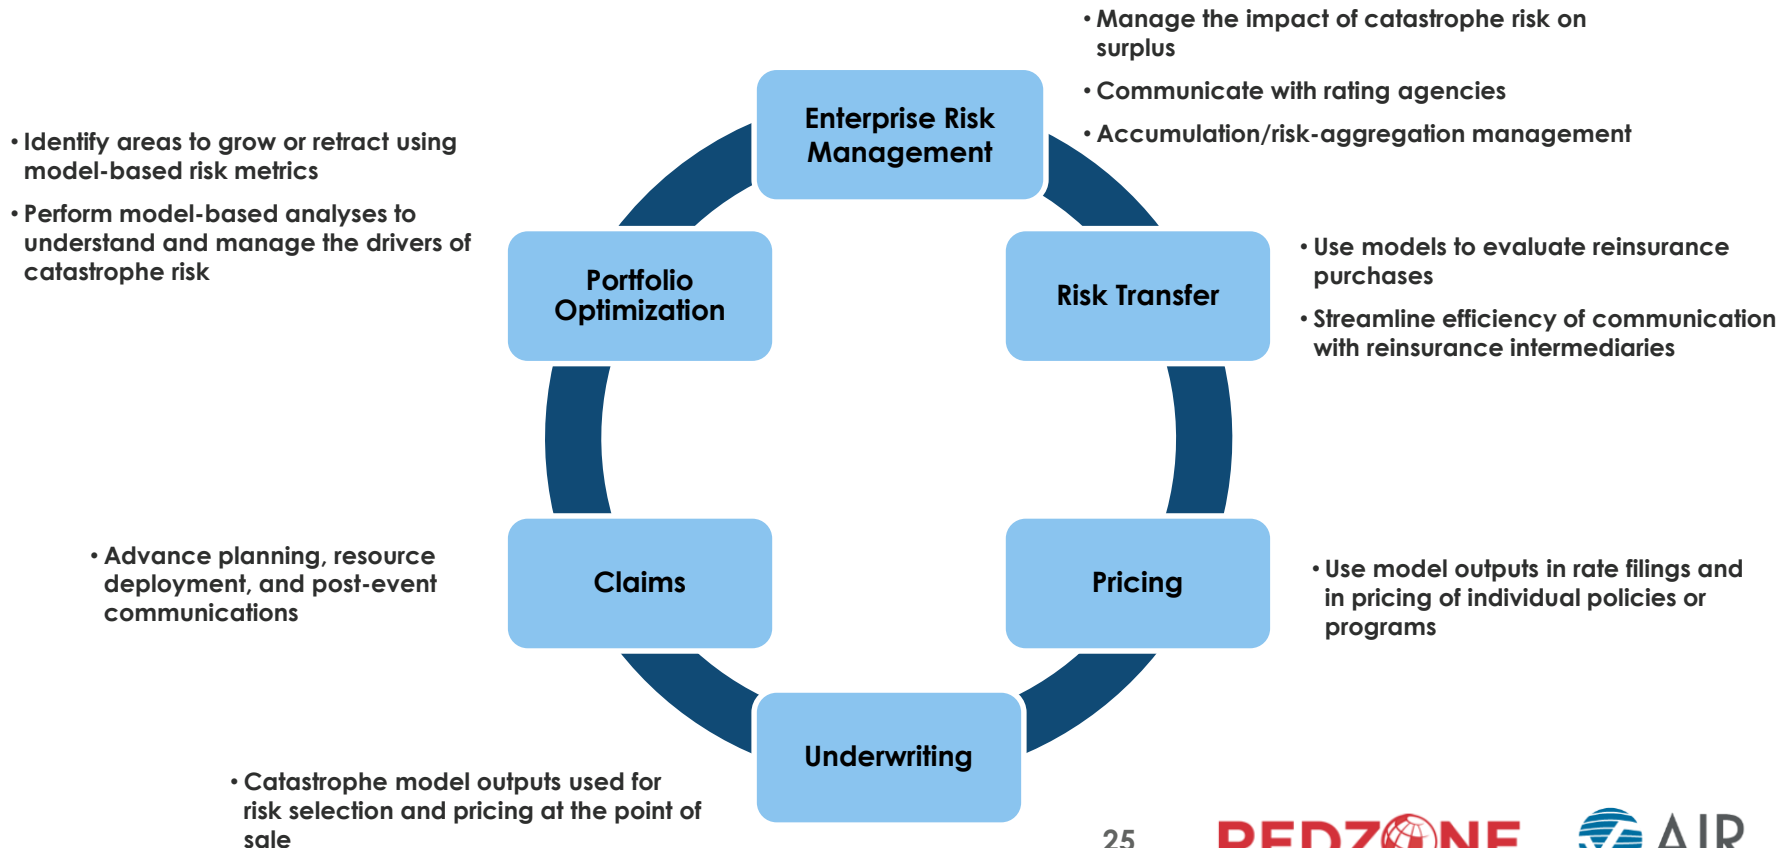 • Manage the impact of catastrophe risk on
surplus
• Communicate with rating agencies
• Accumulation/risk-aggregation management
Enterprise Risk
Management
• Identify areas to grow or retract using
model-based risk metrics
• Perform model-based analyses to
understand and manage the drivers of
catastrophe risk
Portfolio
Optimization
Risk Transfer
• Use models to evaluate reinsurance
purchases
• Streamline efficiency of communication
with reinsurance intermediaries
• Advance planning, resource
deployment, and post-event
communications
Claims
Pricing
• Use model outputs in rate filings and
in pricing of individual policies or
programs
Underwriting
• Catastrophe model outputs used for
risk selection and pricing at the point of
sale
25
REDZONE
AIR